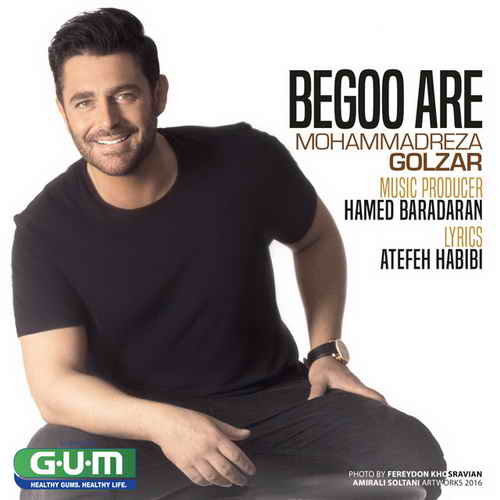 BEGOO ARE
MOHAMMADREZA
GOLZAR
MUSIC PRODUCER
HAMED BARADARAN
LYRICS
ATEFEH HABIBI
G·U·M
HEALTHY GUMS. HEALTHY LIFE.
PHOTO BY FEREYDON KHOSRAVIAN
AMIRALI SOLTANI ARTWORKS 2016